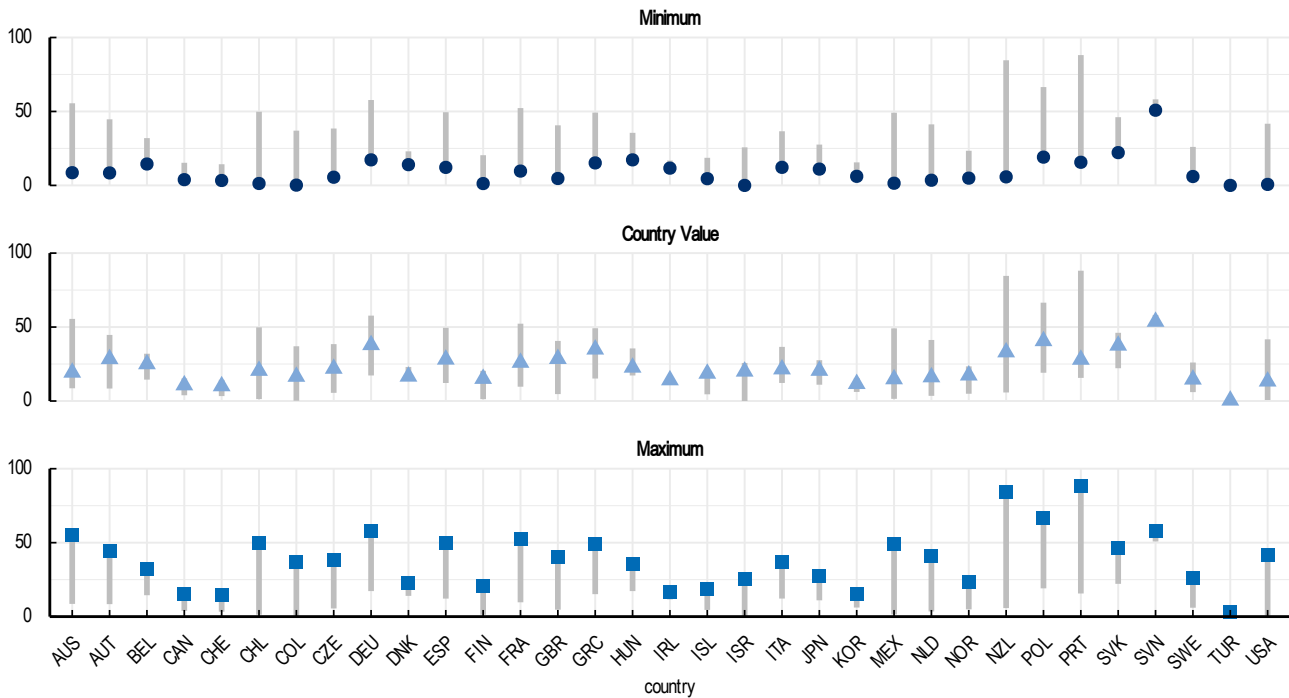 Minimum
100
50
0
Country Value
100
50
0
Maximum
100
50
0
AUS AUT BEL CAN CHE CHL COL CZE DEU DNK ESP FIN FRA GBR GRC HUN IRL ISL ISR ITA JPN KOR MEX NLD NOR NZL POL PRT SVK SVN SWE TUR USA
country